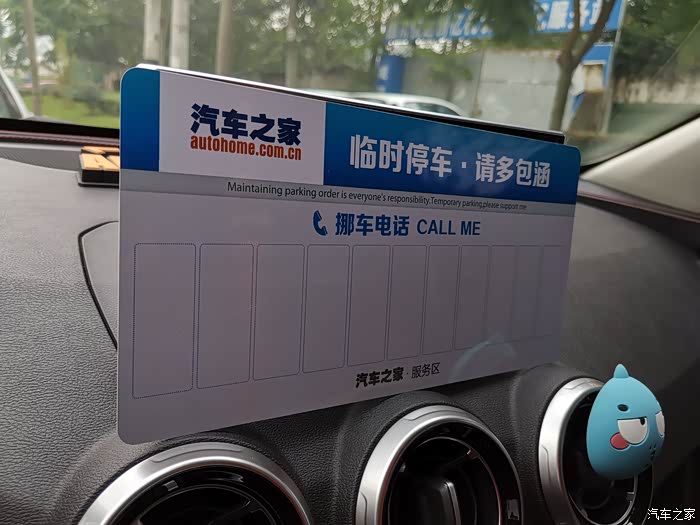 汽车之家
autohome.com.cn
临时停车·请多包涵
Maintaining parking order is everyone's responsibility.Temporary parking,please support me
挪车电话 CALL ME
汽车之家·服务区
汽车之家